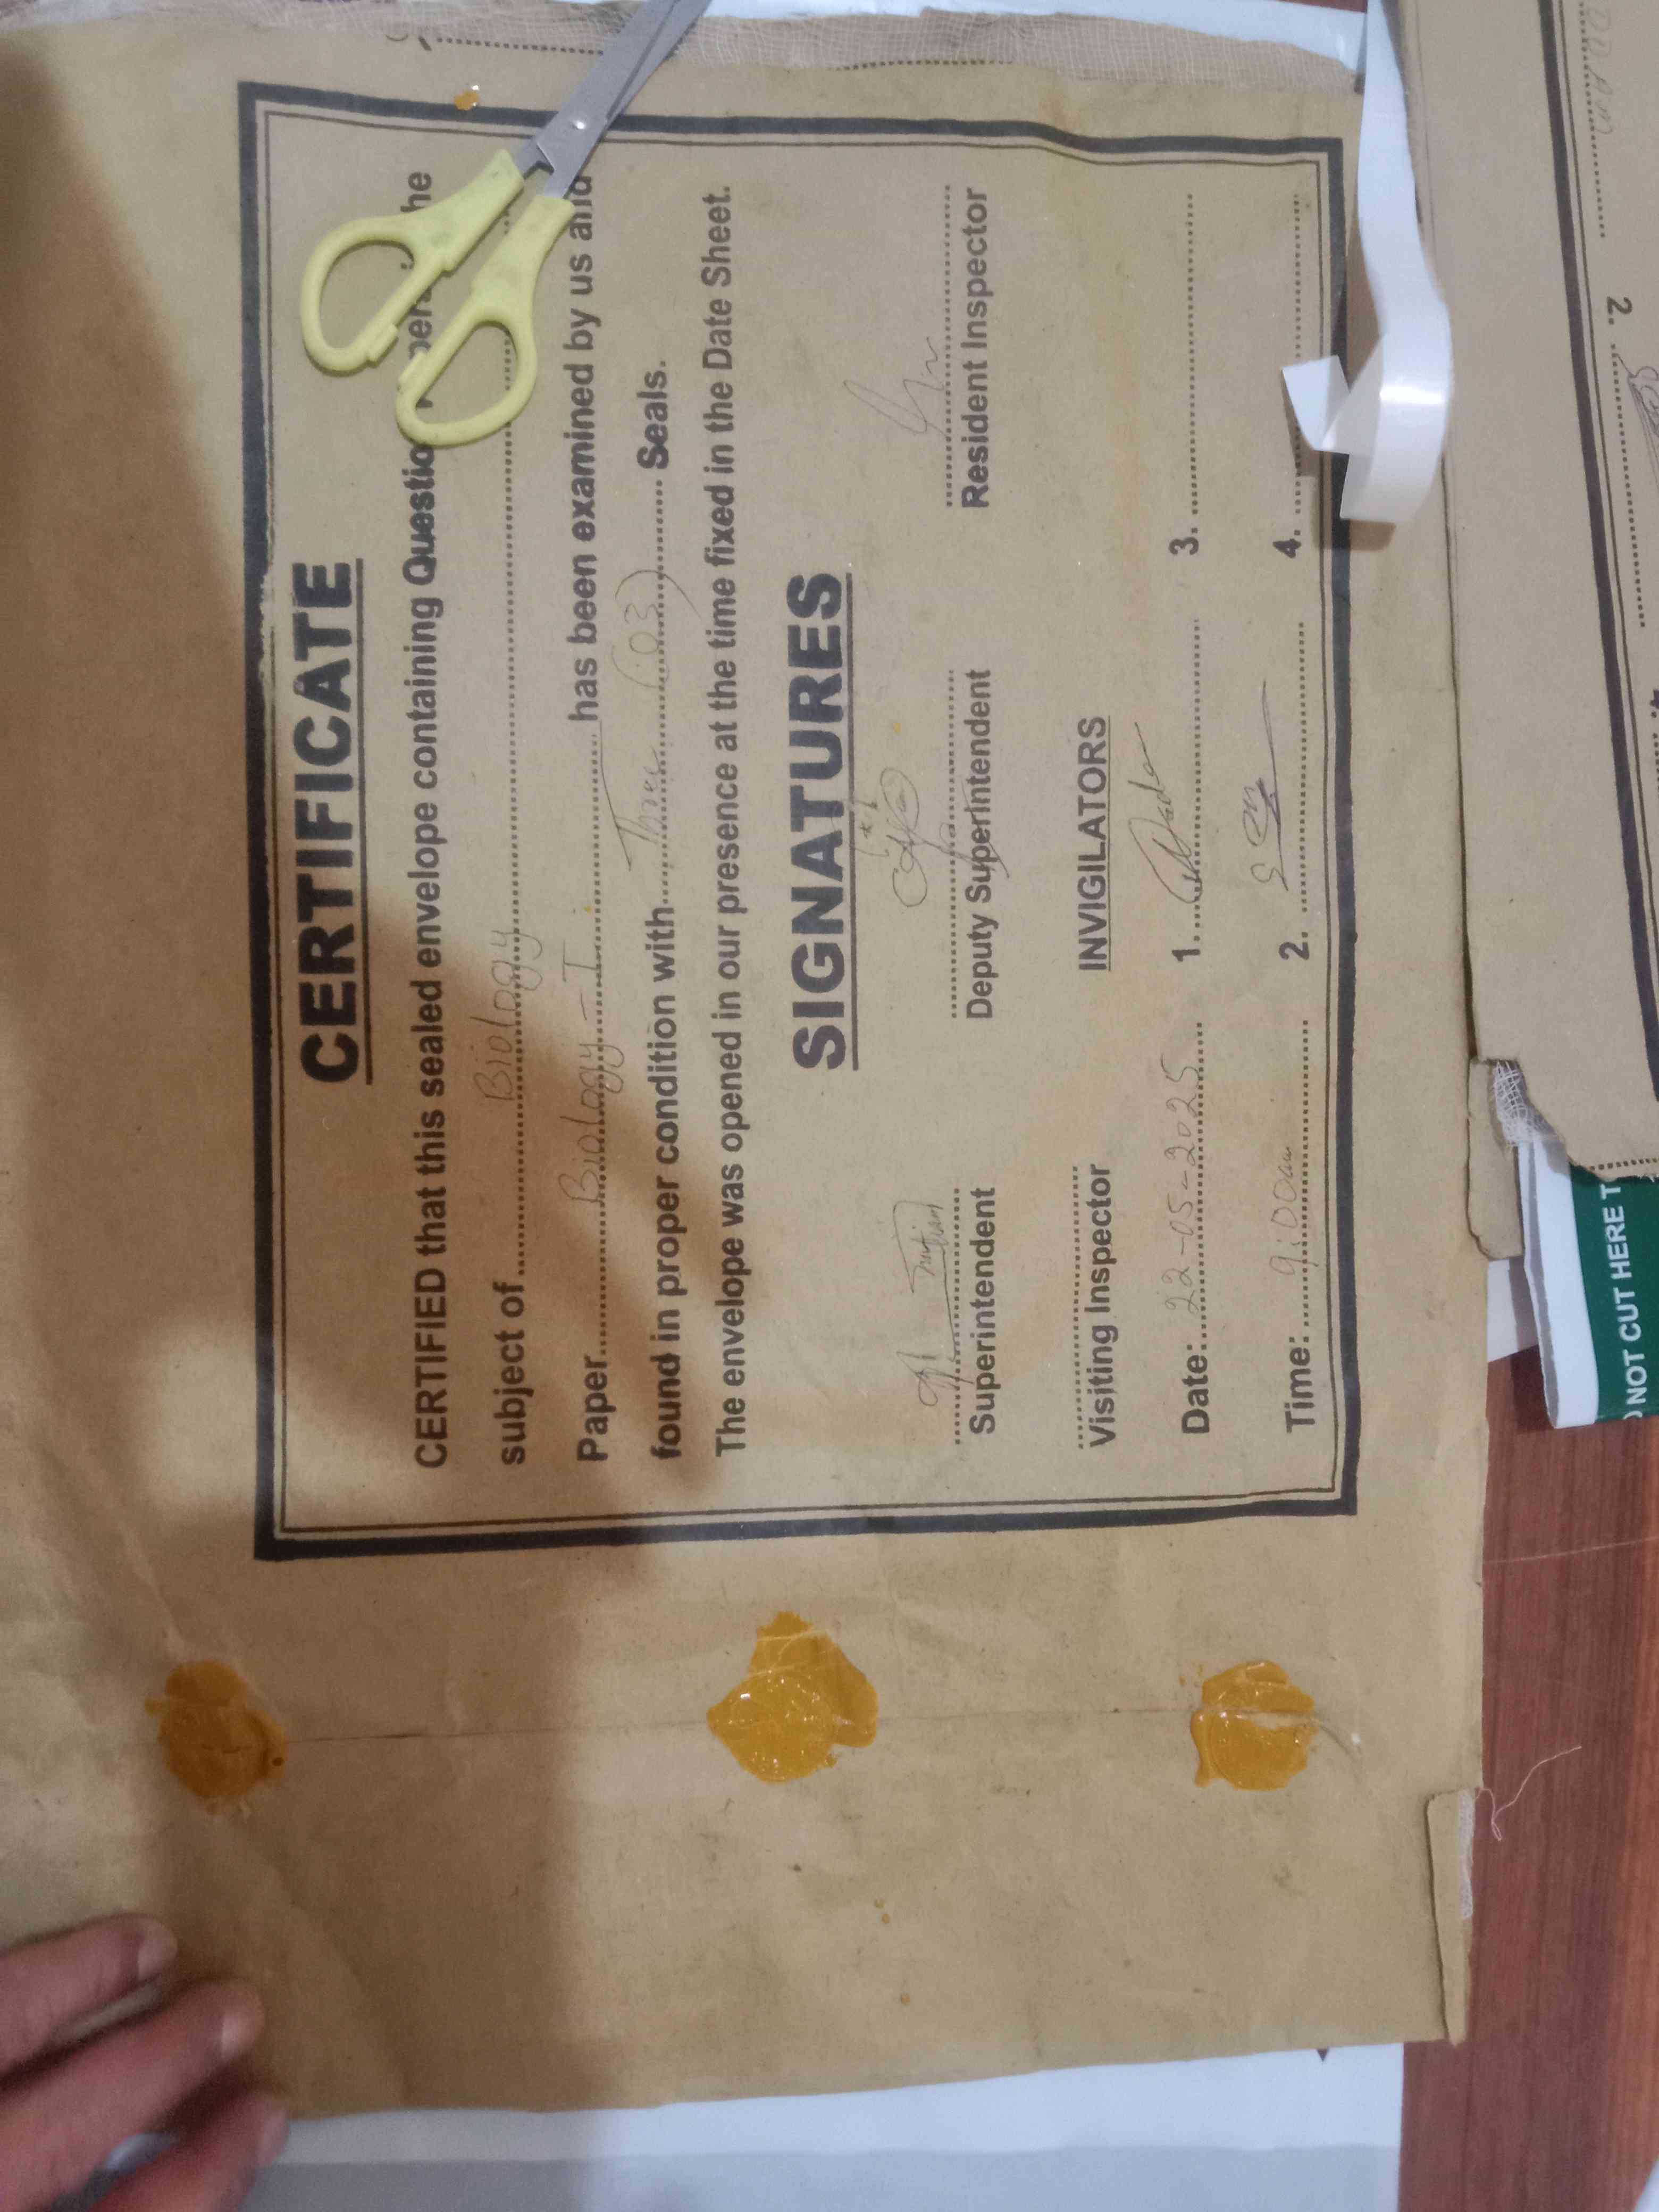 CERTIFICATE
CERTIFIED that this sealed envelope containing Question the
subject of Biology
Paper Biology - I has been examined by us and
found in proper condition with Three (03) Seals.
The envelope was opened in our presence at the time fixed in the Date Sheet.
SIGNATURES
Superintendent Deputy Superintendent Resident Inspector
Visiting Inspector INVIGILATORS
Date: 22-05-2025 1. 3.
Time: 9:00am 2. 4.
NOT CUT HERE
2.